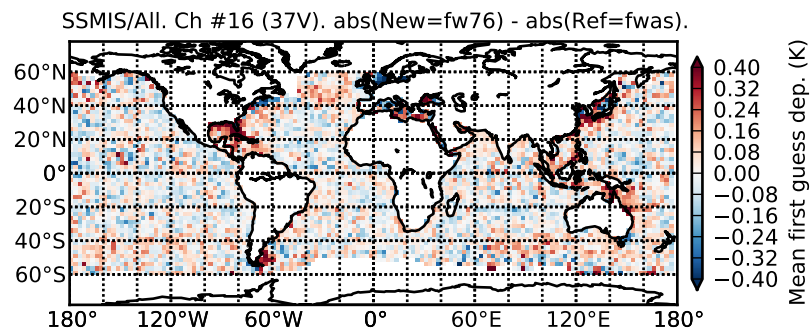 SSMIS/All. Ch #16 (37V). abs(New=fw76) - abs(Ref=fwas).
60°N
40°N
20°N
0°
20°S
40°S
60°S
180°
120°W
60°W
0°
60°E
120°E
180°
0.40
0.32
0.24
0.16
0.08
0.00
−0.08
−0.16
−0.24
−0.32
−0.40
Mean first guess dep. (K)